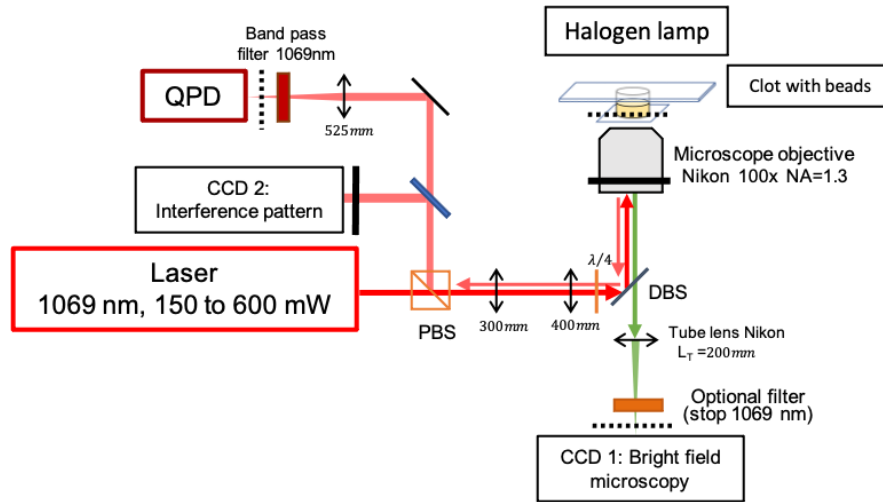 Band pass
filter 1069nm
QPD
525mm
CCD 2:
Interference pattern
Laser
1069 nm, 150 to 600 mW
PBS
300mm
400mm
λ/4
DBS
Halogen lamp
Clot with beads
Microscope objective
Nikon 100x NA=1.3
Tube lens Nikon
L_T =200mm
Optional filter
(stop 1069 nm)
CCD 1: Bright field
microscopy